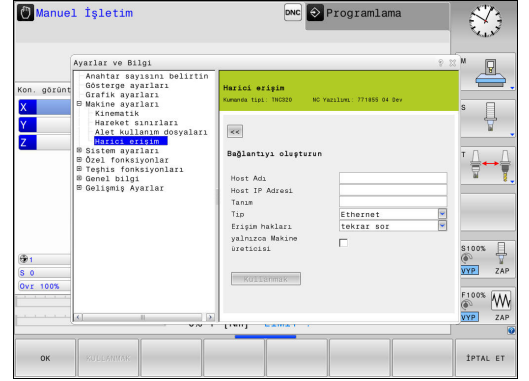 Manuel İşletim
DNC
Programlama
Ayarlar ve Bilgi
Kon. görünt
X
Y
Z
1
S 0
Ovr 100%
Anahtar sayısını belirtin
Gösterge ayarları
Grafik ayarları
Makine ayarları
Kinematik
Hareket sınırları
Alet kullanım dosyaları
Harici erişim
Sistem ayarları
Özel fonksiyonlar
Teşhis fonksiyonları
Genel bilgi
Gelişmiş Ayarlar
Harici erişim
Kumanda tipi: TNC320 NC Yazılımı: 771855 04 Dev
<<
Bağlantıyı oluşturun
Host Adı
Host IP Adresi
Tanım
Tip
Ethernet
Erişim hakları
tekrar sor
yalnızca Makine
üreticisi
Kullanmak
M
S
T
S100%
VYP ZAP
F100%
VYP ZAP
OK
KULLANMAK
İPTAL ET